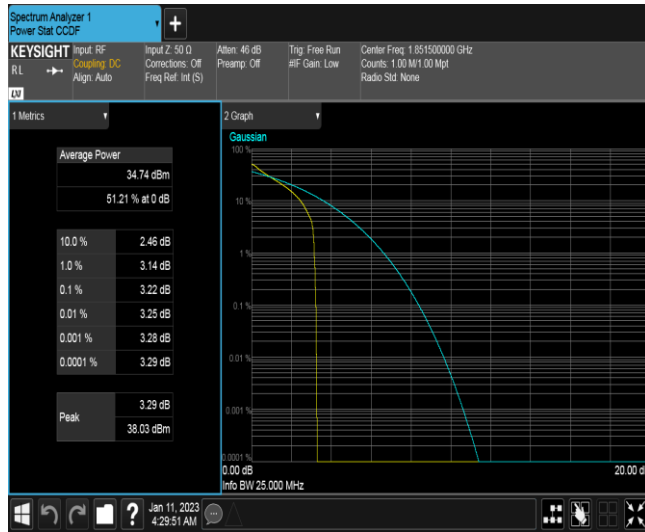 Spectrum Analyzer 1
Power Stat CCDF
KEYSIGHT
R L
LXI
Input: RF
Coupling: DC
Align: Auto
Input Z: 50 Ω
Corrections: Off
Freq Ref: Int (S)
Atten: 46 dB
Preamp: Off
Trig: Free Run
#IF Gain: Low
Center Freq: 1.851500000 GHz
Counts: 1.00 M/1.00 Mpt
Radio Std: None
1 Metrics
Average Power
34.74 dBm
51.21 % at 0 dB
10.0 % 2.46 dB
1.0 % 3.14 dB
0.1 % 3.22 dB
0.01 % 3.25 dB
0.001 % 3.28 dB
0.0001 % 3.29 dB
Peak
3.29 dB
38.03 dBm
2 Graph
Gaussian
100 %
10 %
1 %
0.1 %
0.01 %
0.001 %
0.0001 %
0.00 dB
20.00 d
Info BW 25.000 MHz
?
Jan 11, 2023
4:29:51 AM